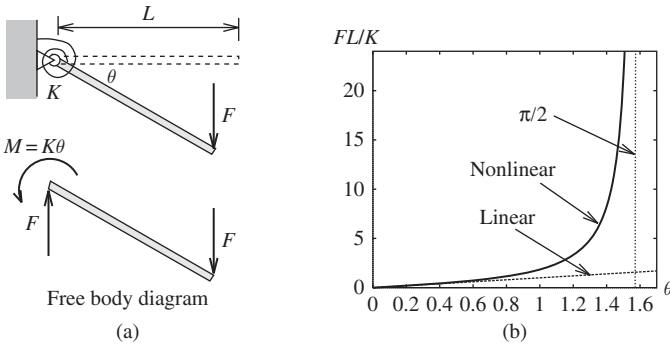 L
K
θ
F
M = Kθ
F
F
Free body diagram
(a)
FL/K
20
15
10
5
0
π/2
Nonlinear
Linear
0 0.2 0.4 0.6 0.8 1 1.2 1.4 1.6 θ
(b)